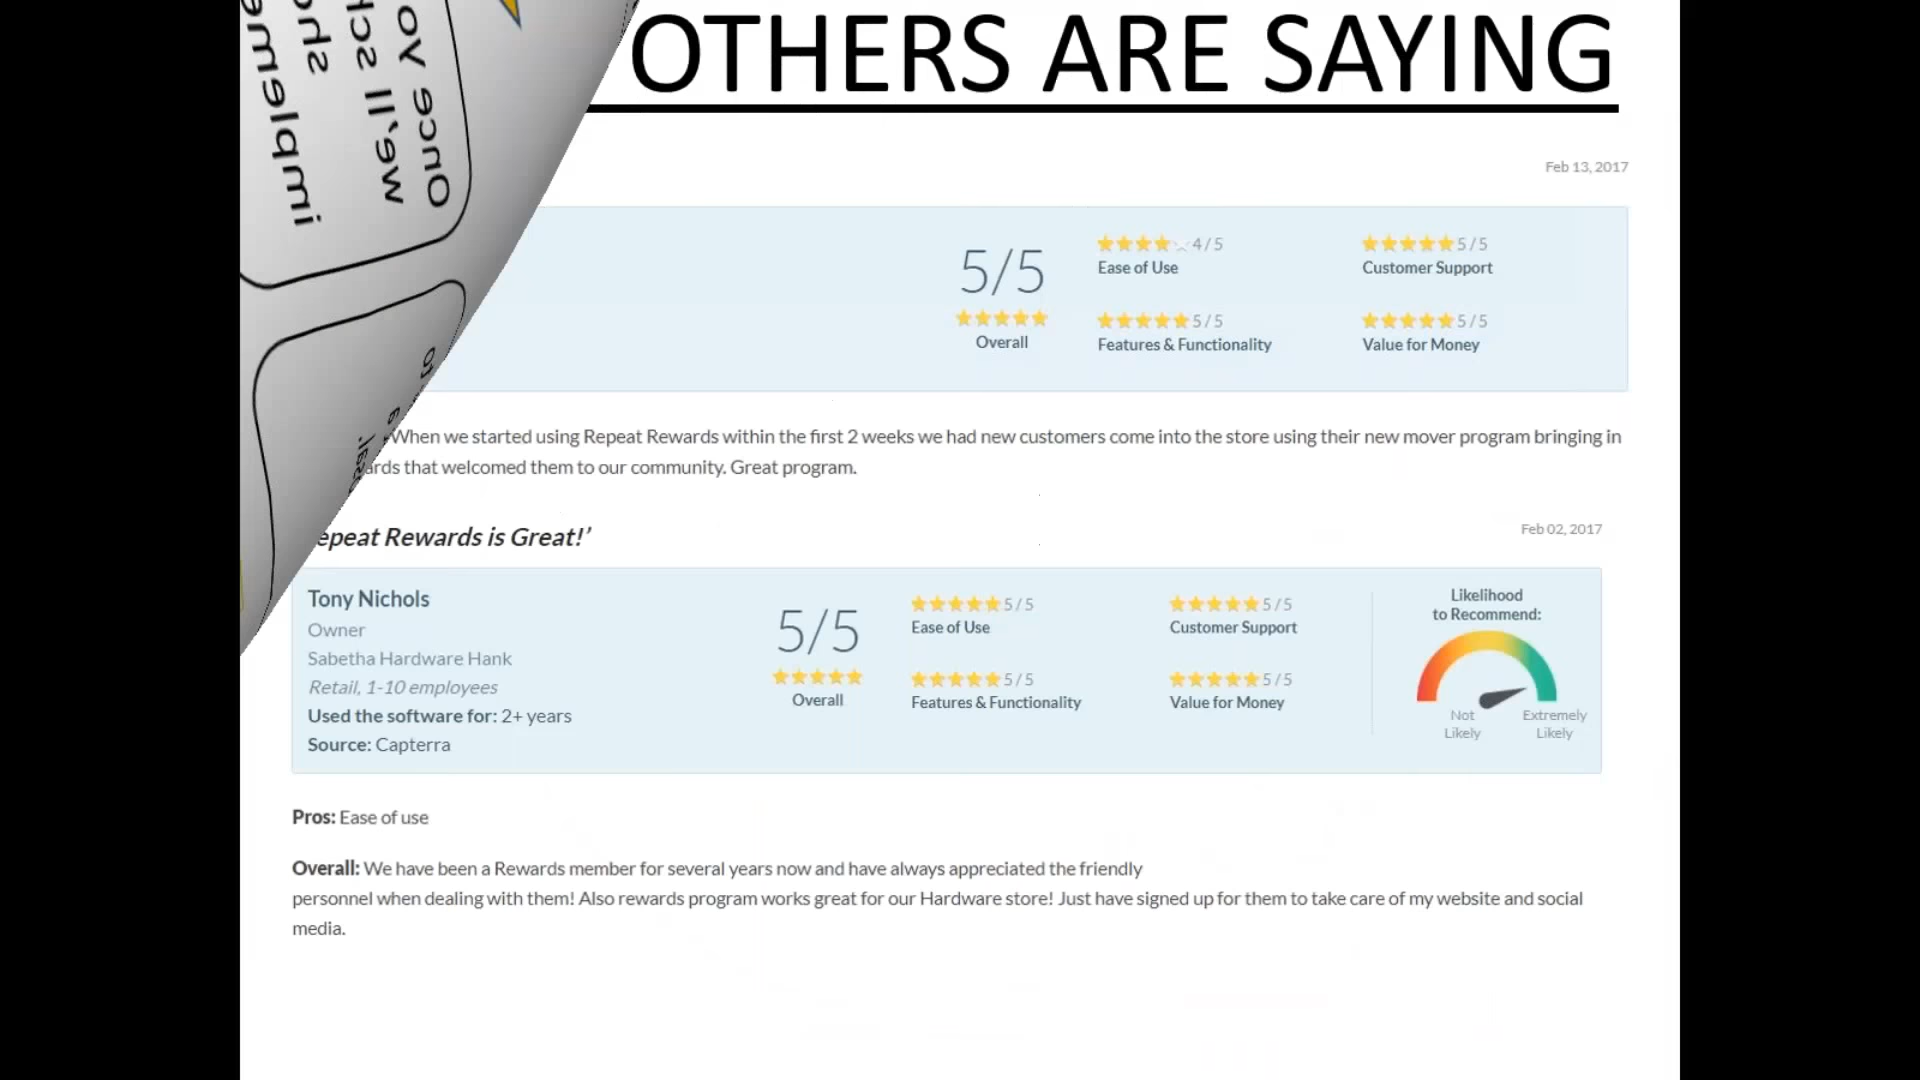 OTHERS ARE SAYING
Feb 13, 2017
5/5
Overall
4/5
Ease of Use
5/5
Customer Support
5/5
Features & Functionality
5/5
Value for Money
When we started using Repeat Rewards within the first 2 weeks we had new customers come into the store using their new mover program bringing in
that welcomed them to our community. Great program.
Rewards is Great!’
Feb 02, 2017
Tony Nichols
Owner
Sabetha Hardware Hank
Retail, 1-10 employees
Used the software for: 2+ years
Source: Capterra
5/5
Overall
5/5
Ease of Use
5/5
Customer Support
5/5
Features & Functionality
5/5
Value for Money
Likelihood
to Recommend:
Not
Likely
Extremely
Likely
Pros: Ease of use
Overall: We have been a Rewards member for several years now and have always appreciated the friendly
personnel when dealing with them! Also rewards program works great for our Hardware store! Just have signed up for them to take care of my website and social
media.